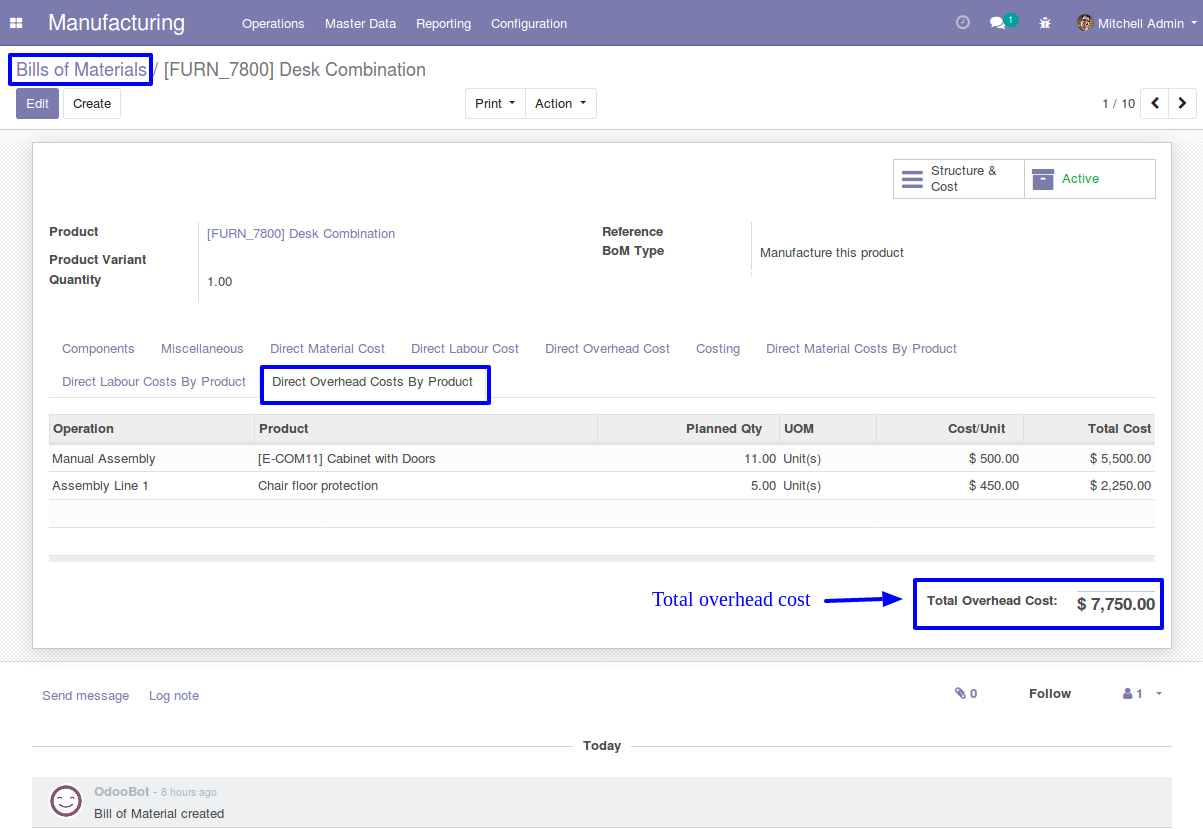 Manufacturing Operations Master Data Reporting Configuration 1 Mitchell Admin
Bills of Materials / [FURN_7800] Desk Combination
Edit Create Print Action 1 / 10
Structure & Cost Active
Product [FURN_7800] Desk Combination Reference
Product Variant BoM Type Manufacture this product
Quantity 1.00
Components Miscellaneous Direct Material Cost Direct Labour Cost Direct Overhead Cost Costing Direct Material Costs By Product
Direct Labour Costs By Product Direct Overhead Costs By Product
Operation Product Planned Qty UOM Cost/Unit Total Cost
Manual Assembly [E-COM11] Cabinet with Doors 11.00 Unit(s) $ 500.00 $ 5,500.00
Assembly Line 1 Chair floor protection 5.00 Unit(s) $ 450.00 $ 2,250.00
Total overhead cost Total Overhead Cost: $ 7,750.00
Send message Log note 0 Follow 1
Today
OdooBot - 8 hours ago
Bill of Material created